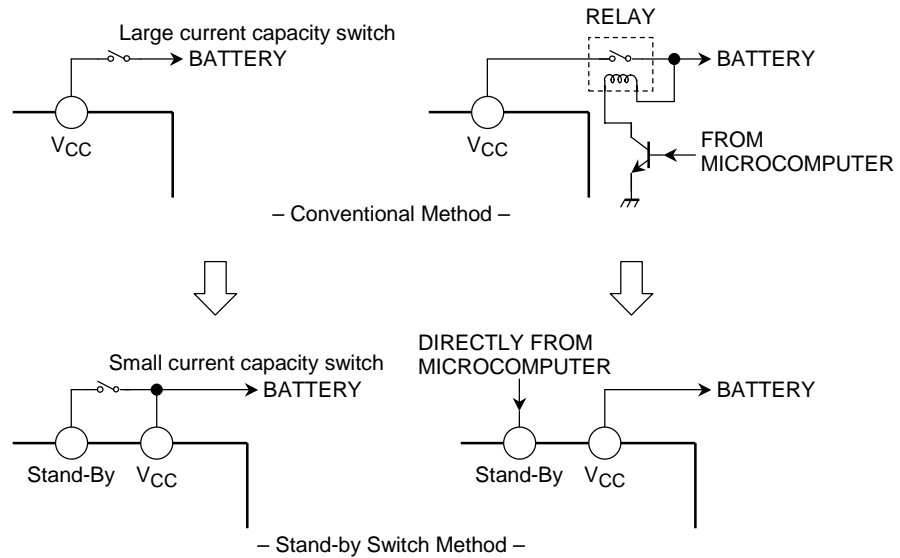 Large current capacity switch
BATTERY
VCC
RELAY
BATTERY
VCC
FROM
MICROCOMPUTER
– Conventional Method –
Small current capacity switch
BATTERY
Stand-By
VCC
DIRECTLY FROM
MICROCOMPUTER
BATTERY
Stand-By
VCC
– Stand-by Switch Method –